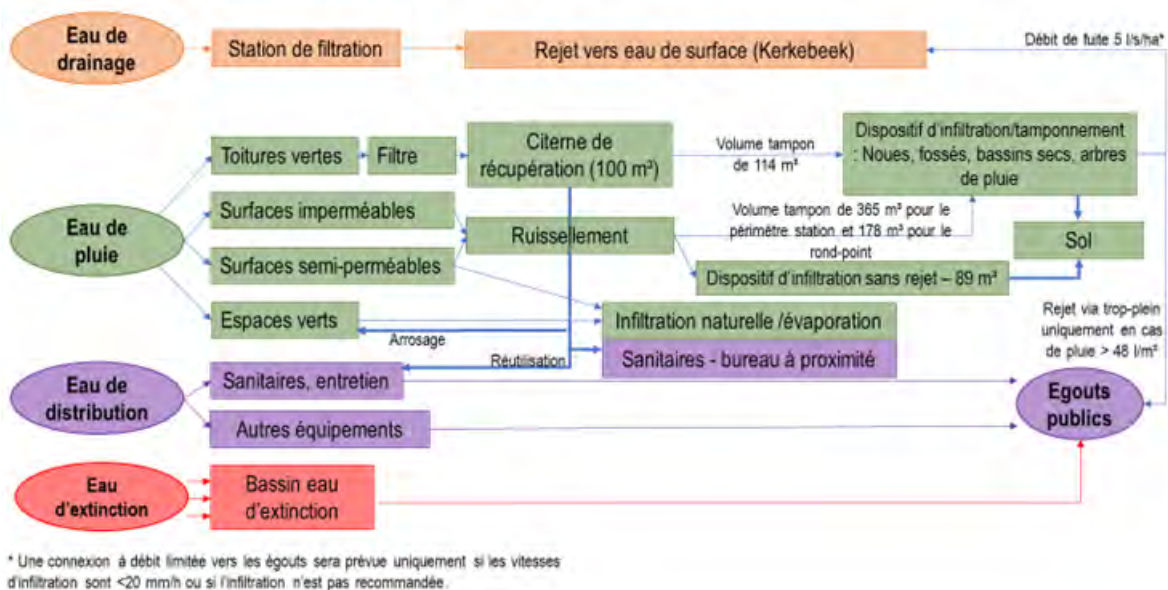 Eau de
drainage
Station de filtration
Rejet vers eau de surface (Kerkebeek)
Débit de fuite 5 l/s/ha*
Eau de
pluie
Toitures vertes
Filtre
Citerne de
récupération (100 m³)
Volume tampon
de 114 m³
Dispositif d'infiltration/tamponnement
: Noues, fossés, bassins secs, arbres
de pluie
Surfaces imperméables
Surfaces semi-perméables
Ruissellement
Volume tampon de 365 m³ pour le
périmètre station et 178 m³ pour le
rond-point
Sol
Dispositif d'infiltration sans rejet – 89 m³
Espaces verts
Arrosage
Infiltration naturelle /évaporation
Rejet via trop-plein
uniquement en cas
de pluie > 48 l/m²
Réutilisation
Sanitaires - bureau à proximité
Eau de
distribution
Sanitaires, entretien
Autres équipements
Egouts
publics
Eau
d'extinction
Bassin eau
d'extinction
* Une connexion à débit limitée vers les égouts sera prévue uniquement si les vitesses
d'infiltration sont <20 mm/h ou si l'infiltration n'est pas recommandée.